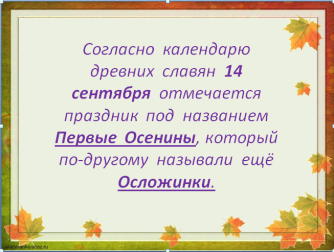 Согласно календарю
древних славян 14
сентября отмечается
праздник под названием
Первые Осенины, который
по-другому называли ещё
Осложинки.